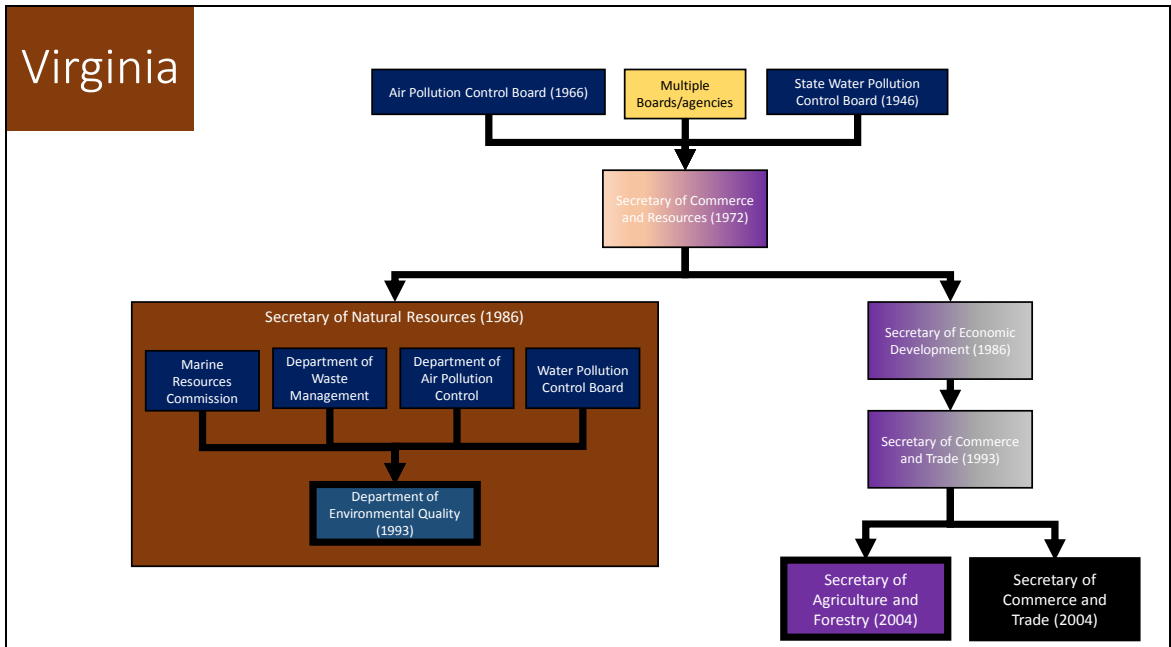 Virginia
Air Pollution Control Board (1966)
Multiple
Boards/agencies
State Water Pollution
Control Board (1946)
Secretary of Commerce
and Resources (1972)
Secretary of Natural Resources (1986)
Marine
Resources
Commission
Department of
Waste
Management
Department of
Air Pollution
Control
Water Pollution
Control Board
Department of
Environmental Quality
(1993)
Secretary of Economic
Development (1986)
Secretary of Commerce
and Trade (1993)
Secretary of
Agriculture and
Forestry (2004)
Secretary of
Commerce and
Trade (2004)